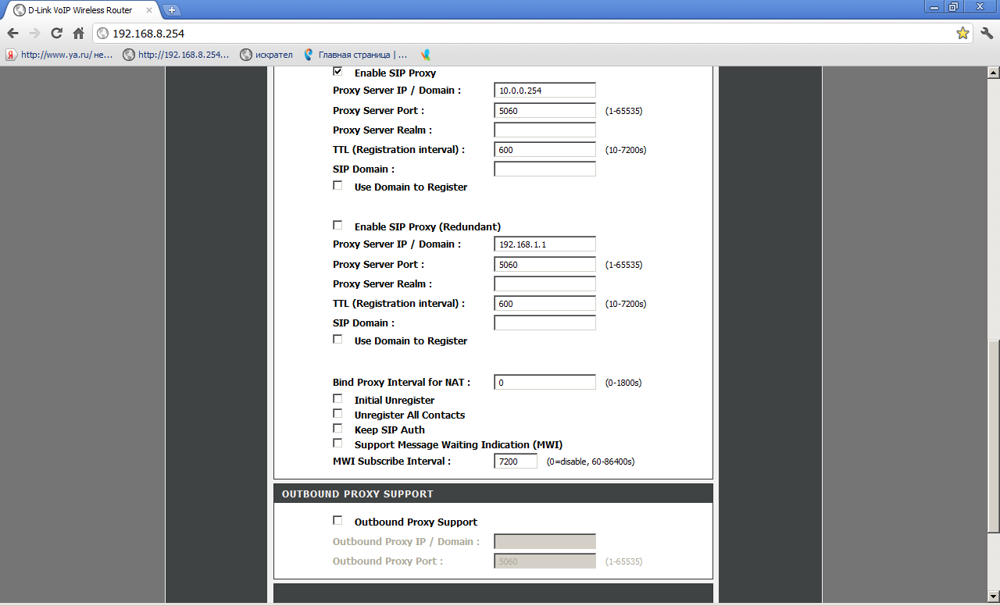 D-Link VoIP Wireless Router
192.168.8.254
http://www.ya.ru/ не... http://192.168.8.254... искрател Главная страница | ...
Enable SIP Proxy
Proxy Server IP / Domain : 10.0.0.254
Proxy Server Port : 5060 (1-65535)
Proxy Server Realm :
TTL (Registration interval) : 600 (10-7200s)
SIP Domain :
Use Domain to Register
Enable SIP Proxy (Redundant)
Proxy Server IP / Domain : 192.168.1.1
Proxy Server Port : 5060 (1-65535)
Proxy Server Realm :
TTL (Registration interval) : 600 (10-7200s)
SIP Domain :
Use Domain to Register
Bind Proxy Interval for NAT : 0 (0-1800s)
Initial Unregister
Unregister All Contacts
Keep SIP Auth
Support Message Waiting Indication (MWI)
MWI Subscribe Interval : 7200 (0=disable, 60-86400s)
OUTBOUND PROXY SUPPORT
Outbound Proxy Support
Outbound Proxy IP / Domain :
Outbound Proxy Port : 5060 (1-65535)